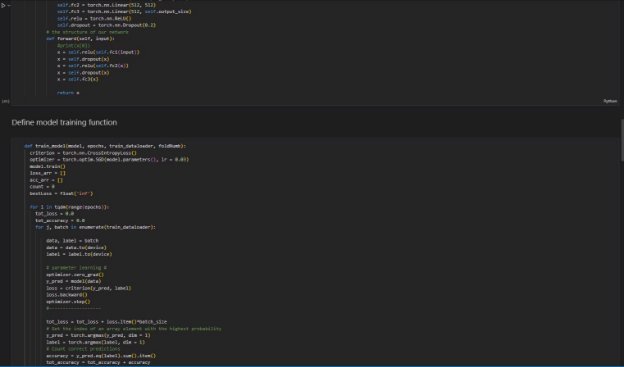 self.fc2 = torch.nn.Linear(512, 512)
self.fc3 = torch.nn.Linear(512, self.output_size)
self.relu = torch.nn.ReLU()
self.dropout = torch.nn.Dropout(0.2)
# the structure of our network
def forward(self, input):
#print(x[0])
x = self.relu(self.fc1(input))
x = self.dropout(x)
x = self.relu(self.fc2(x))
x = self.dropout(x)
x = self.fc3(x)
return x
Python
Define model training function
def train_model(model, epochs, train_dataloader, foldNumb):
criterion = torch.nn.CrossEntropyLoss()
optimizer = torch.optim.SGD(model.parameters(), lr = 0.03)
model.train()
loss_arr = []
acc_arr = []
count = 0
bestLoss = float('inf')
for i in tqdm(range(epochs)):
tot_loss = 0.0
tot_accuracy = 0.0
for j, batch in enumerate(train_dataloader):
data, label = batch
data = data.to(device)
label = label.to(device)
# parameter learning #
optimizer.zero_grad()
y_pred = model(data)
loss = criterion(y_pred, label)
loss.backward()
optimizer.step()
#--------------------
tot_loss = tot_loss + loss.item()*batch_size
# Get the index of an array element with the highest probability
y_pred = torch.argmax(y_pred, dim = 1)
label = torch.argmax(label, dim = 1)
# Count correct predictions
accuracy = y_pred.eq(label).sum().item()
tot_accuracy = tot_accuracy + accuracy